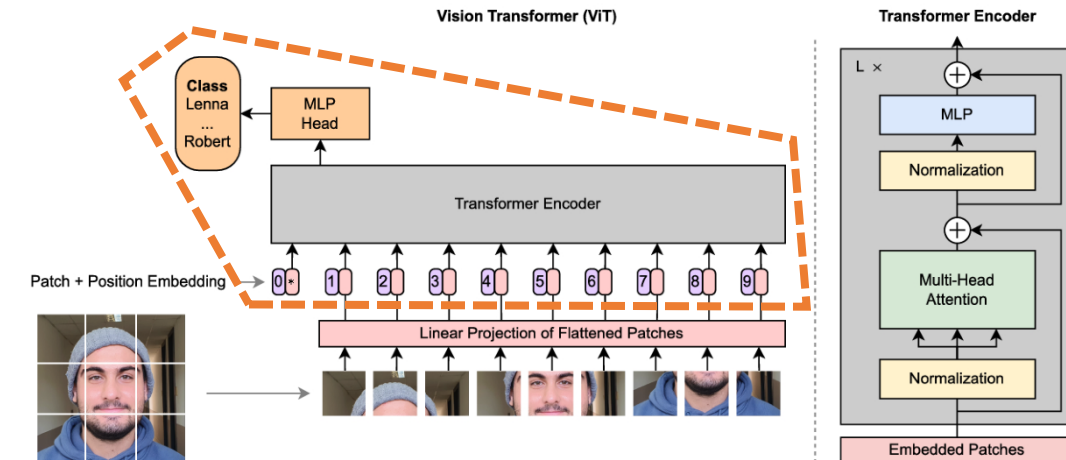 Vision Transformer (ViT)
Class
Lenna
...
Robert
MLP
Head
Transformer Encoder
Patch + Position Embedding
0 * 1 2 3 4 5 6 7 8 9
Linear Projection of Flattened Patches
Transformer Encoder
L ×
+
MLP
Normalization
+
Multi-Head
Attention
Normalization
Embedded Patches